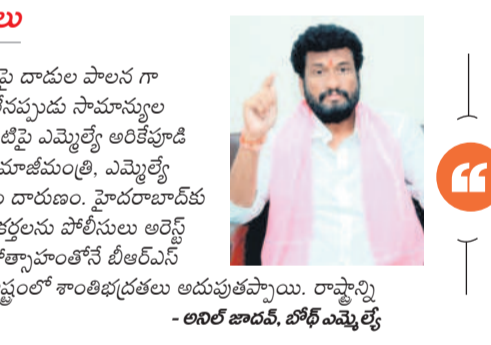 లు
పై దాడుల పాలన గా
లేనప్పుడు సామాన్యుల
టిపై ఎమ్మెల్యే అరికేపూడి
మాజీమంత్రి, ఎమ్మెల్యే
దారుణం. హైదరాబాద్‌కు
కర్తలను పోలీసులు అరెస్ట్
త్సాహంతోనే బీఆర్ఎస్
ష్ట్రంలో శాంతిభద్రతలు అదుపుతప్పాయి. రాష్ట్రాన్ని
- అనిల్ జాదవ్, బోథ్ ఎమ్మెల్యే